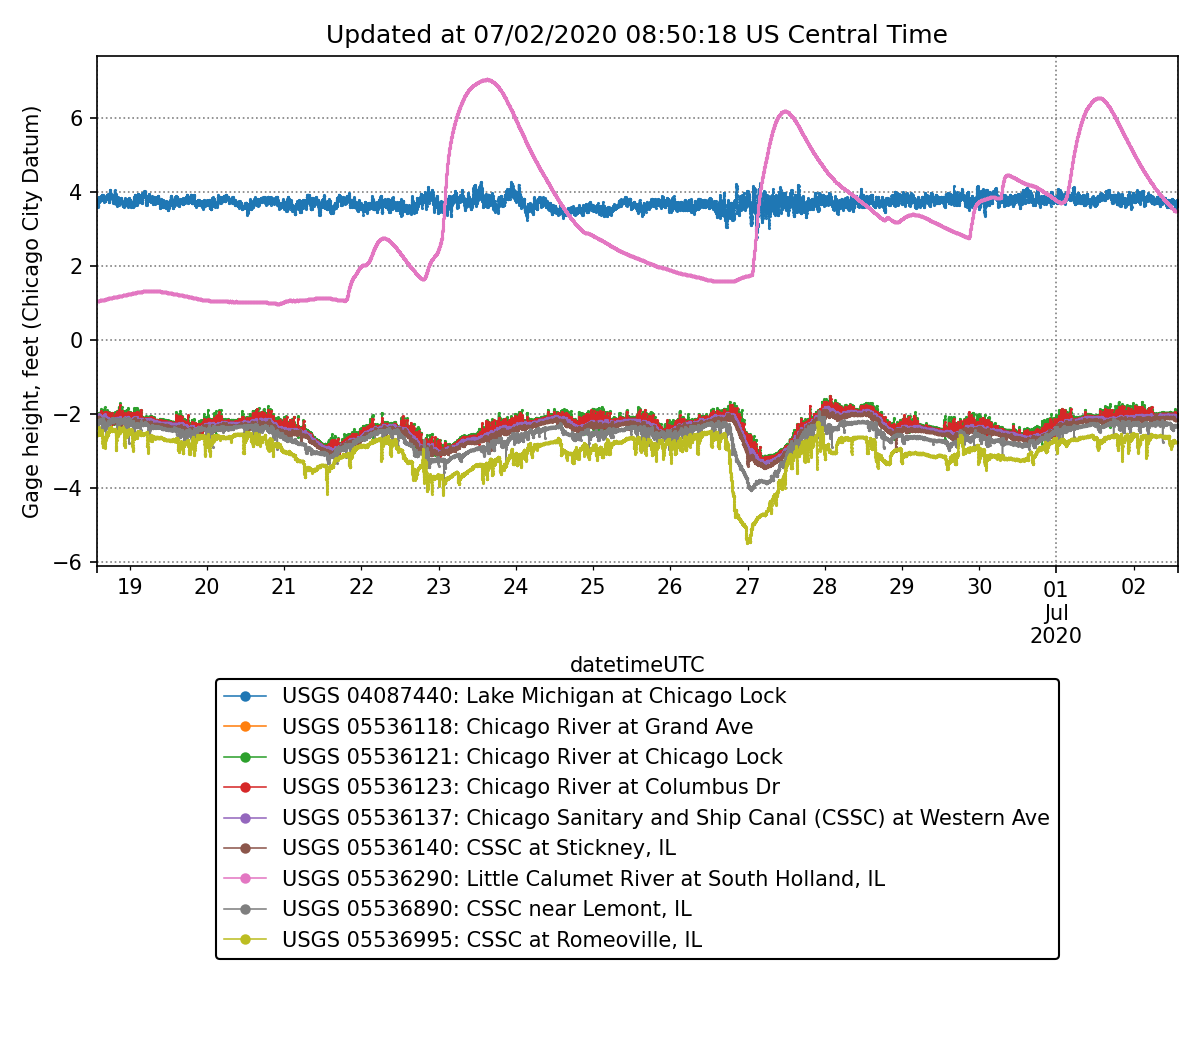 Updated at 07/02/2020 08:50:18 US Central Time
Gage height, feet (Chicago City Datum)
6
4
2
0
−2
−4
−6
19 20 21 22 23 24 25 26 27 28 29 30 01 02
Jul
2020
datetimeUTC
USGS 04087440: Lake Michigan at Chicago Lock
USGS 05536118: Chicago River at Grand Ave
USGS 05536121: Chicago River at Chicago Lock
USGS 05536123: Chicago River at Columbus Dr
USGS 05536137: Chicago Sanitary and Ship Canal (CSSC) at Western Ave
USGS 05536140: CSSC at Stickney, IL
USGS 05536290: Little Calumet River at South Holland, IL
USGS 05536890: CSSC near Lemont, IL
USGS 05536995: CSSC at Romeoville, IL